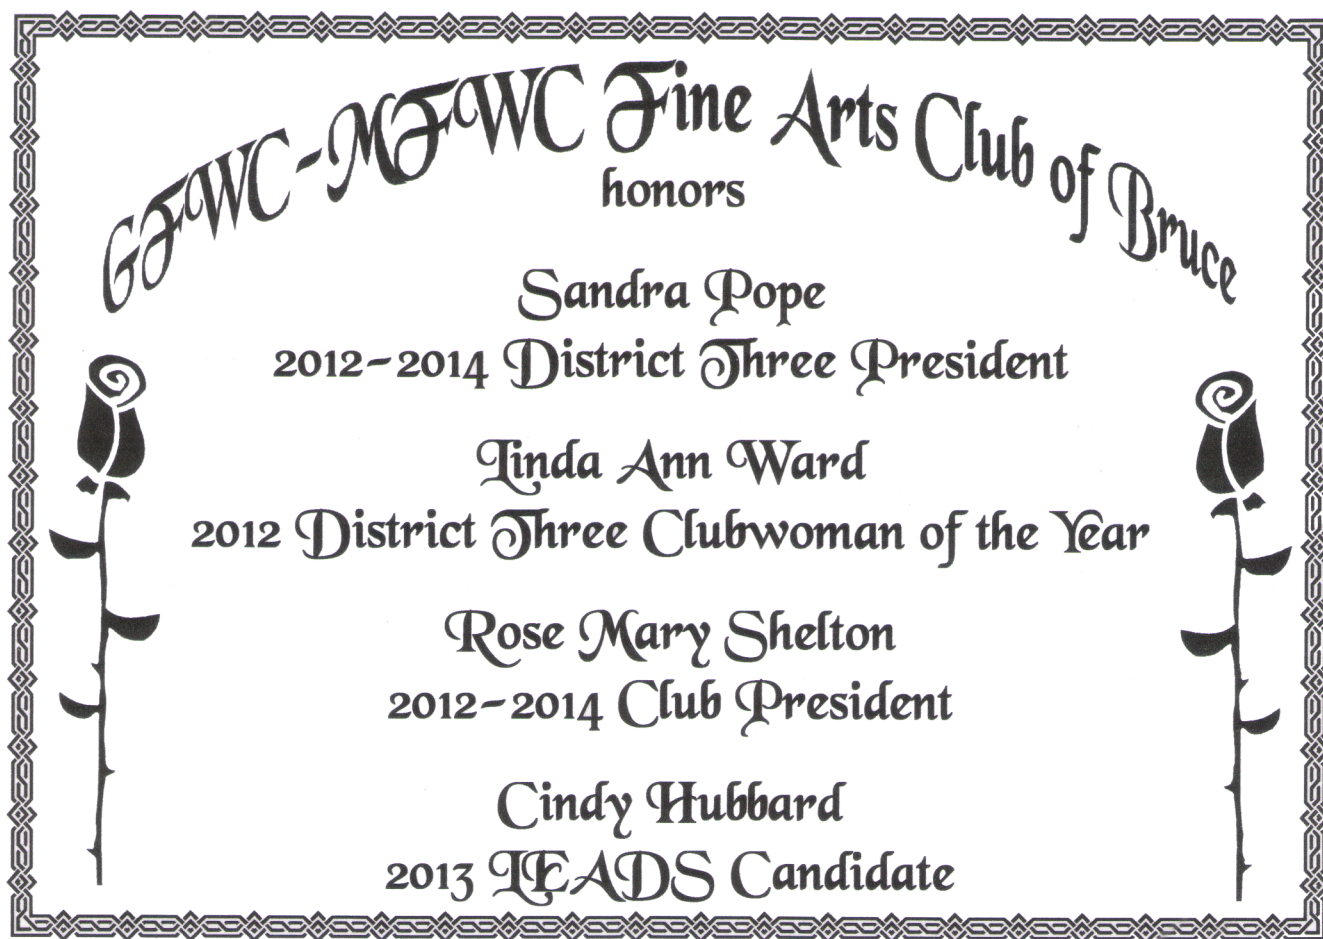 GFWC-MFWC Fine Arts Club of Bruce
honors
Sandra Pope
2012-2014 District Three President
Linda Ann Ward
2012 District Three Clubwoman of the Year
Rose Mary Shelton
2012-2014 Club President
Cindy Hubbard
2013 LEADS Candidate